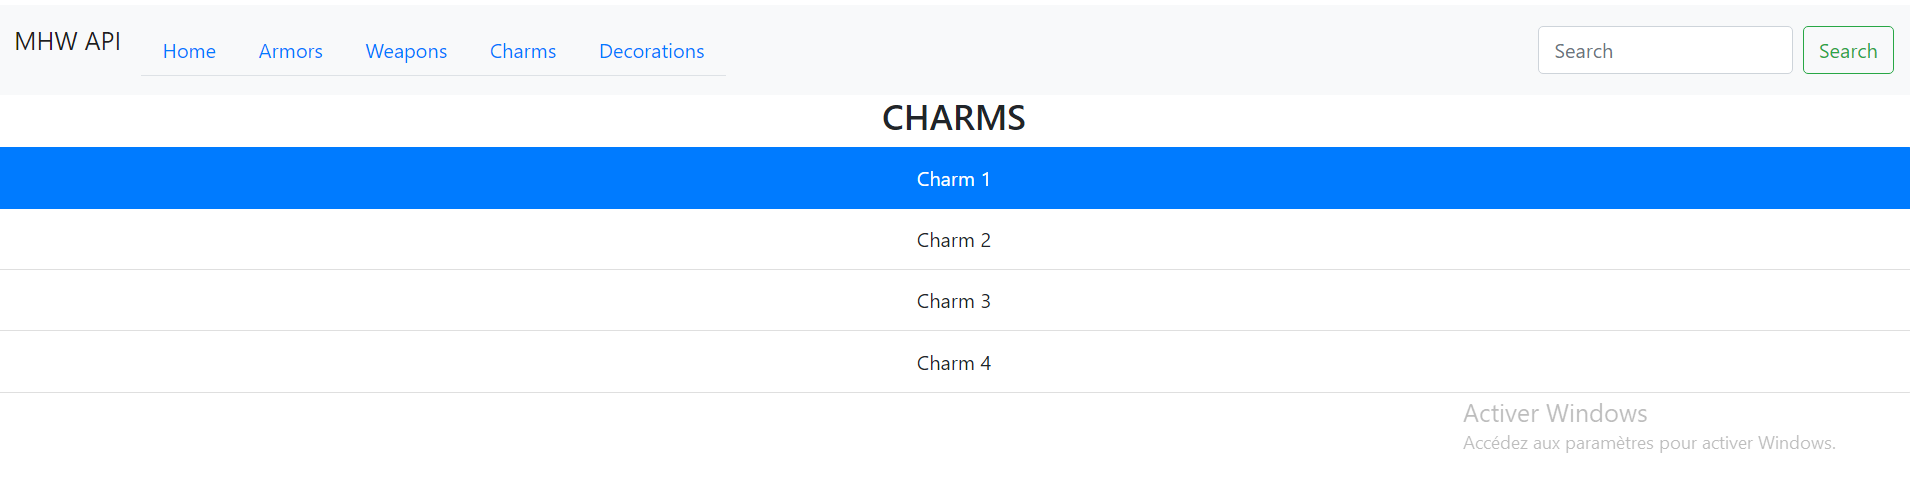 MHW API Home Armors Weapons Charms Decorations Search Search
CHARMS
Charm 1
Charm 2
Charm 3
Charm 4
Activer Windows
Accédez aux paramètres pour activer Windows.